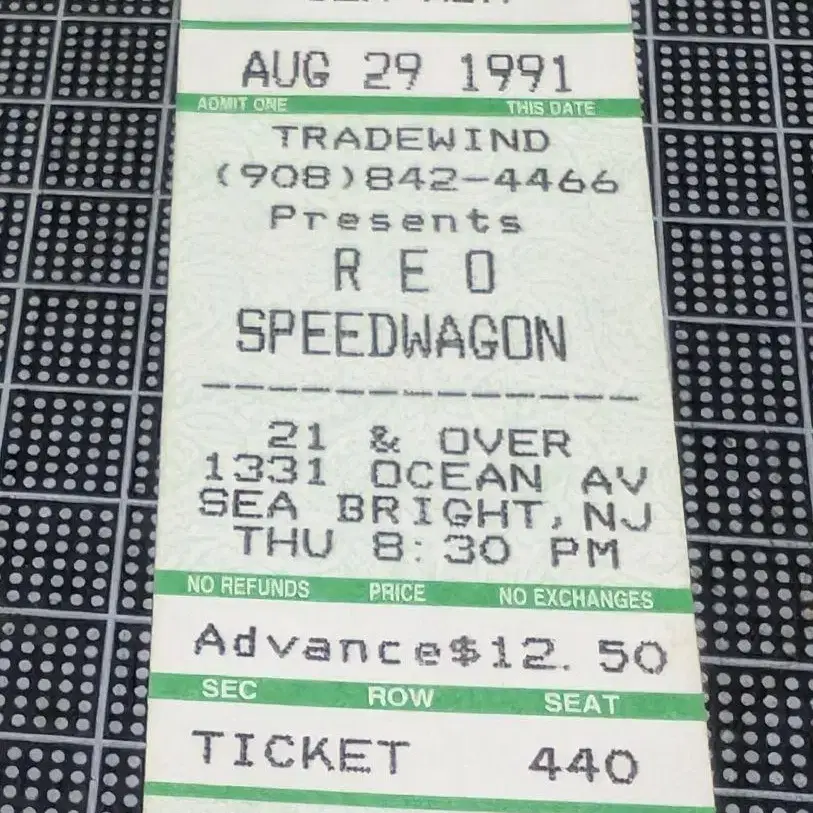 AUG 29 1991
ADMIT ONE THIS DATE
TRADEWIND
(908)842-4466
Presents
R E O
SPEEDWAGON
------------
21 & OVER
1331 OCEAN AV
SEA BRIGHT,NJ
THU 8:30 PM
NO REFUNDS PRICE NO EXCHANGES
Advance$12.50
SEC ROW SEAT
TICKET 440